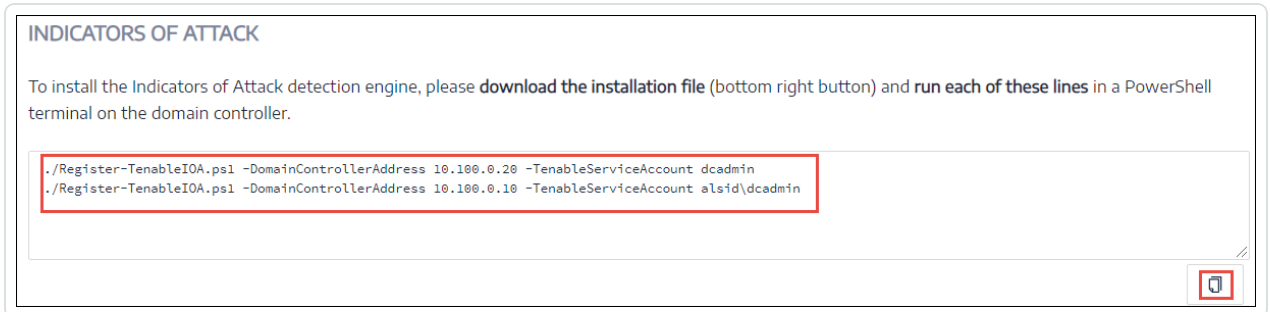 INDICATORS OF ATTACK
To install the Indicators of Attack detection engine, please download the installation file (bottom right button) and run each of these lines in a PowerShell
terminal on the domain controller.
./Register-TenableIOA.ps1 -DomainControllerAddress 10.100.0.20 -TenableServiceAccount dcadmin
./Register-TenableIOA.ps1 -DomainControllerAddress 10.100.0.10 -TenableServiceAccount alsid\dcadmin